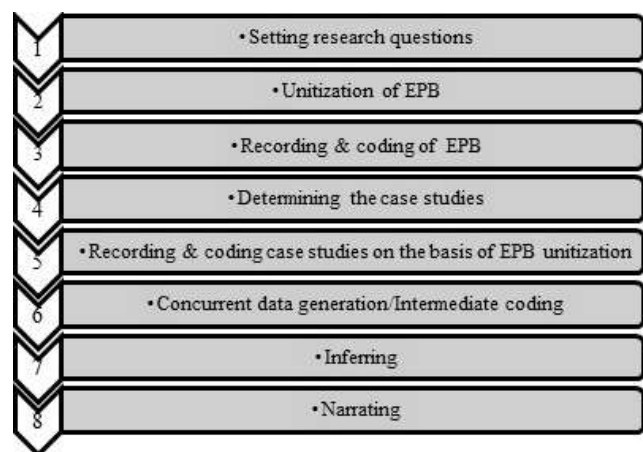 1 •Setting research questions
2 •Unitization of EPB
3 •Recording & coding of EPB
4 •Determining the case studies
5 •Recording & coding case studies on the basis of EPB unitization
6 •Concurrent data generation/Intermediate coding
7 •Inferring
8 •Narrating